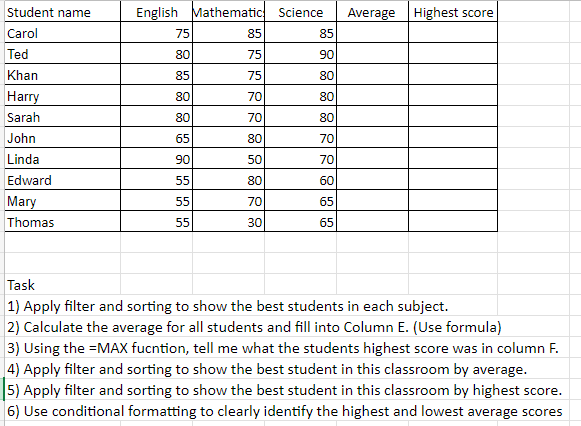 Student name English Mathematic Science Average Highest score
Carol 75 85 85
Ted 80 75 90
Khan 85 75 80
Harry 80 70 80
Sarah 80 70 80
John 65 80 70
Linda 90 50 70
Edward 55 80 60
Mary 55 70 65
Thomas 55 30 65
Task
1) Apply filter and sorting to show the best students in each subject.
2) Calculate the average for all students and fill into Column E. (Use formula)
3) Using the =MAX fucntion, tell me what the students highest score was in column F.
4) Apply filter and sorting to show the best student in this classroom by average.
5) Apply filter and sorting to show the best student in this classroom by highest score.
6) Use conditional formatting to clearly identify the highest and lowest average scores